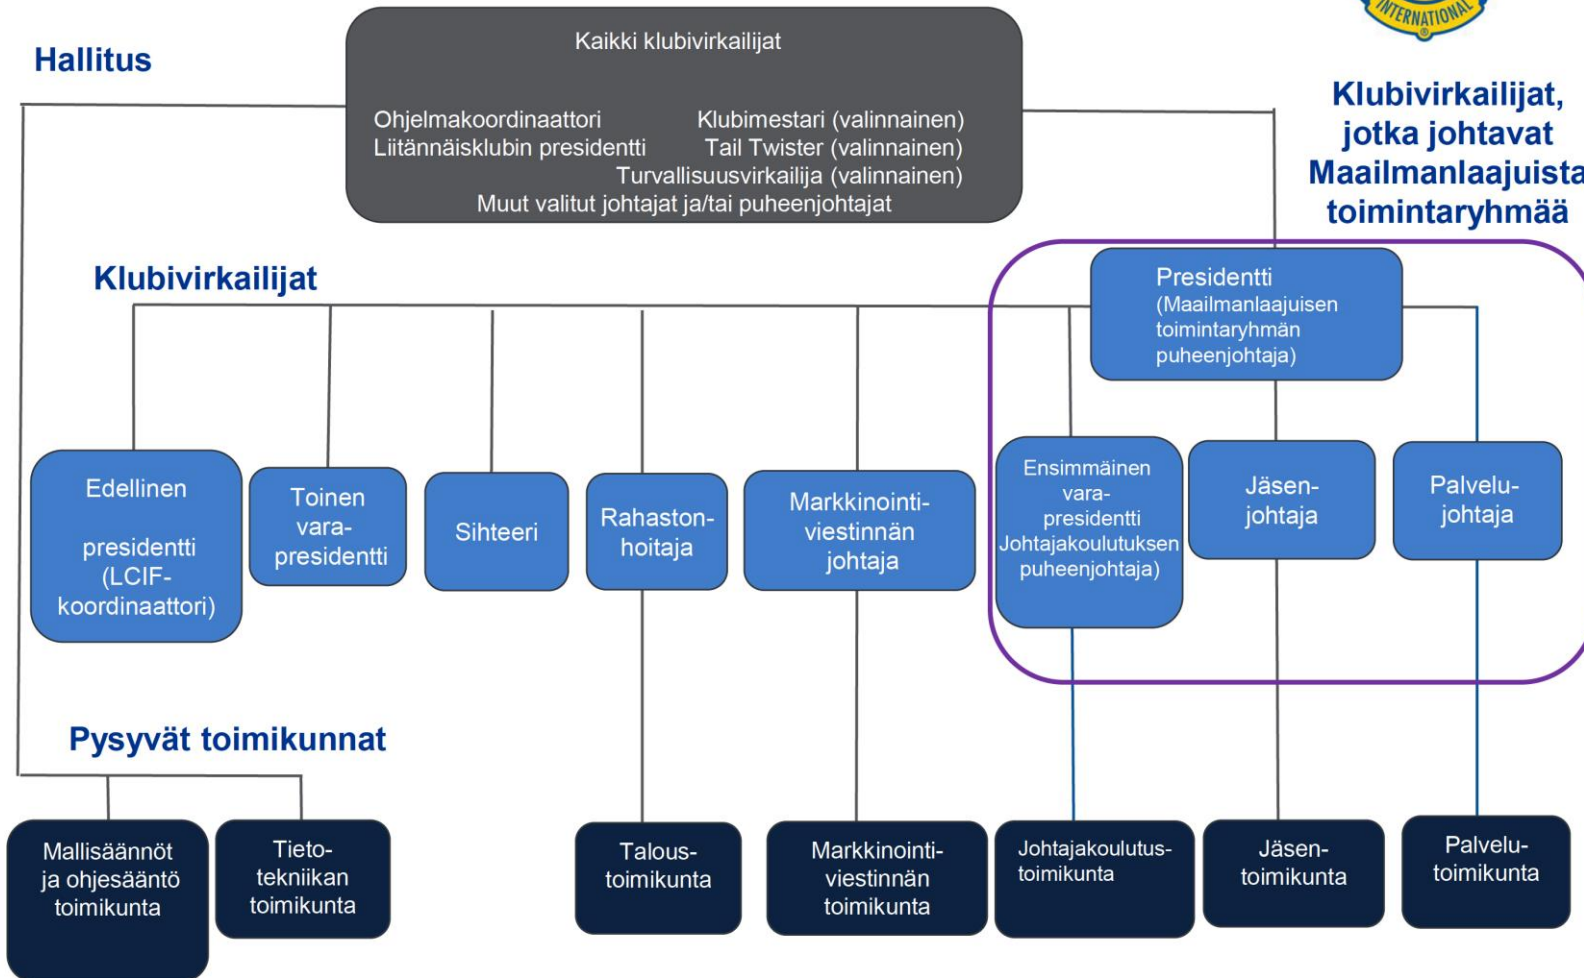 INTERNATIONAL
®
Hallitus
Kaikki klubivirkailijat
Ohjelmakoordinaattori Klubimestari (valinnainen)
Liitännäisklubin presidentti Tail Twister (valinnainen)
Turvallisuusvirkailija (valinnainen)
Muut valitut johtajat ja/tai puheenjohtajat
Klubivirkailijat,
jotka johtavat
Maailmanlaajuista
toimintaryhmää
Klubivirkailijat
Presidentti
(Maailmanlaajuisen
toimintaryhmän
puheenjohtaja)
Edellinen
presidentti
(LCIF-
koordinaattori)
Toinen
vara-
presidentti
Sihteeri
Rahaston-
hoitaja
Markkinointi-
viestinnän
johtaja
Ensimmäinen
vara-
presidentti
Johtajakoulutuksen
puheenjohtaja)
Jäsen-
johtaja
Palvelu-
johtaja
Pysyvät toimikunnat
Mallisäännöt
ja ohjesääntö
toimikunta
Tieto-
tekniikan
toimikunta
Talous-
toimikunta
Markkinointi-
viestinnän
toimikunta
Johtajakoulutus-
toimikunta
Jäsen-
toimikunta
Palvelu-
toimikunta